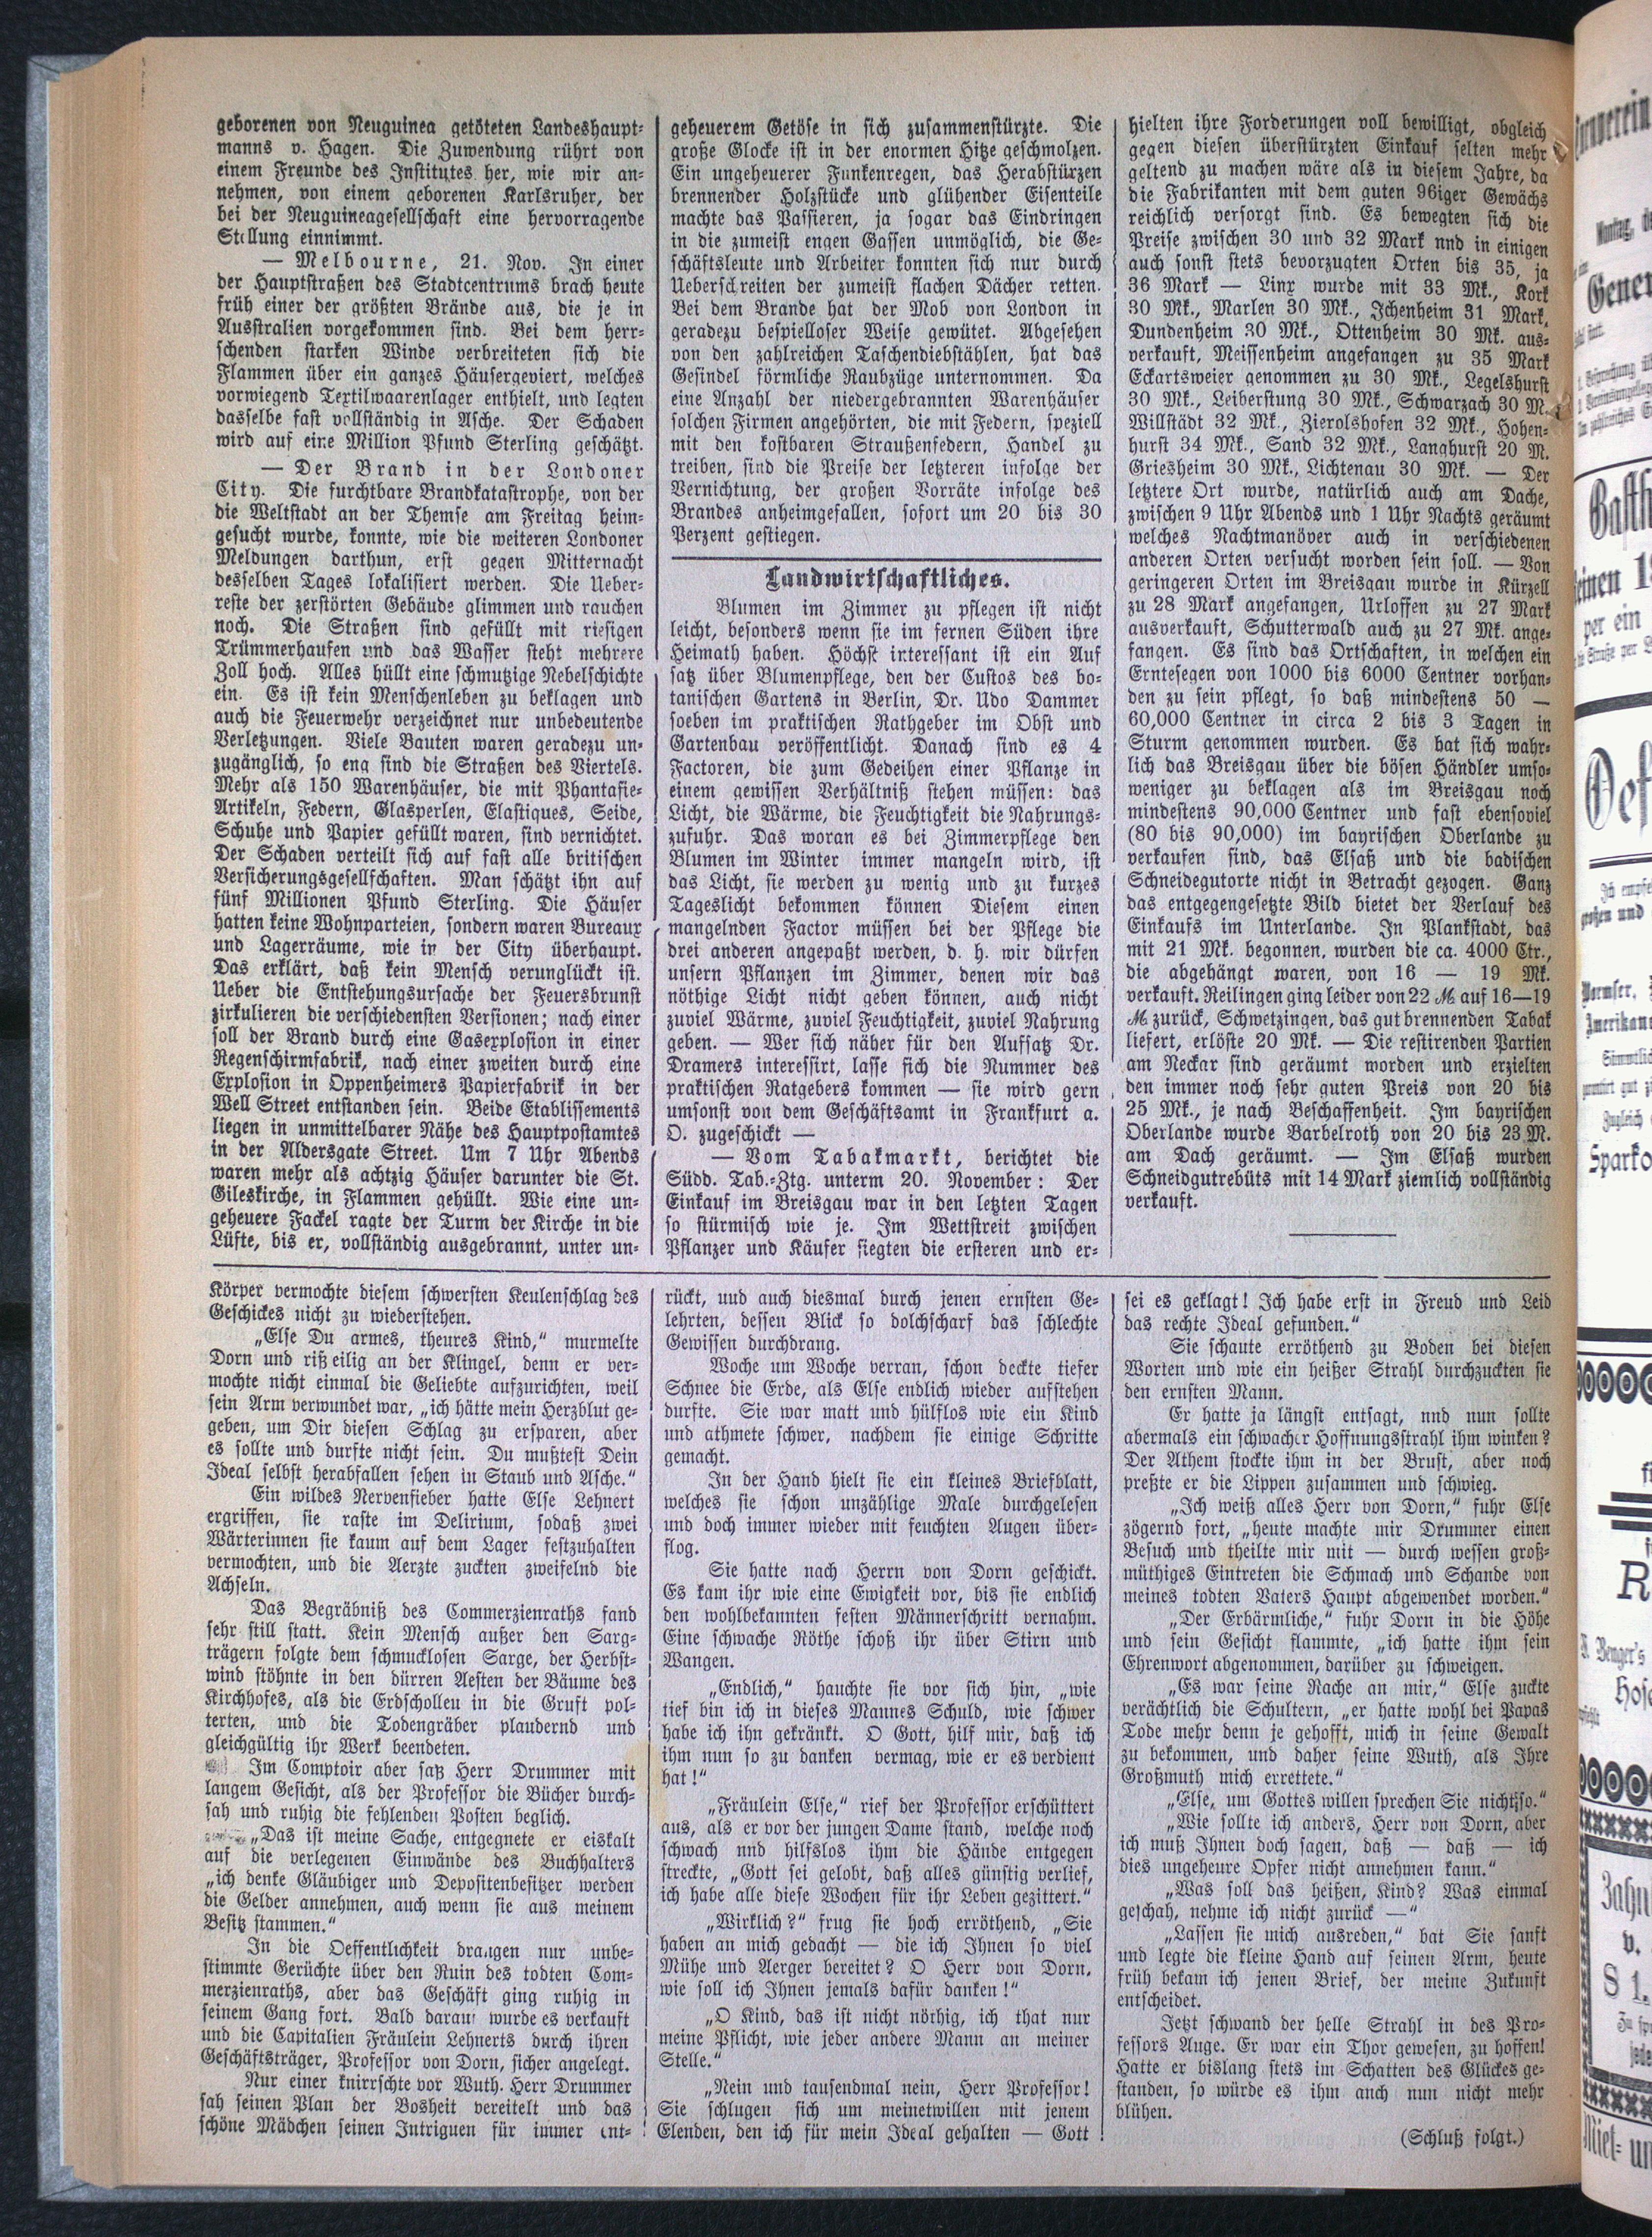 geborenen von Neuguinea getöteten Landeshaupt-
manns v. Hagen. Die Zuwendung rührt von
einem Freunde des Institutes her, wie wir an-
nehmen, von einem geborenen Karlsruher, der
bei der Neuguineagesellschaft eine hervorragende
Stellung einnimmt.
— Melbourne, 21. Nov. In einer
der Hauptstraßen des Stadtcentrums brach heute
früh einer der größten Brände aus, die je in
Australien vorgekommen sind. Bei dem herr-
schenden starken Winde verbreiteten sich die
Flammen über ein ganzes Häusergeviert, welches
vorwiegend Textilwaarenlager enthielt, und legten
dasselbe fast vollständig in Asche. Der Schaden
wird auf eine Million Pfund Sterling geschätzt.
— Der Brand in der Londoner
City. Die furchtbare Brandkatastrophe, von der
die Weltstadt an der Themse am Freitag heim-
gesucht wurde, konnte, wie die weiteren Londoner
Meldungen darthun, erst gegen Mitternacht
desselben Tages lokalisiert werden. Die Ueber-
reste der zerstörten Gebäude glimmen und rauchen
noch. Die Straßen sind gefüllt mit riesigen
Trümmerhaufen und das Wasser steht mehrere
Zoll hoch. Alles hüllt eine schmutzige Nebelschichte
ein. Es ist kein Menschenleben zu beklagen und
auch die Feuerwehr verzeichnet nur unbedeutende
Verletzungen. Viele Bauten waren geradezu un-
zugänglich, so eng sind die Straßen des Viertels.
Mehr als 150 Warenhäuser, die mit Phantasie-
Artikeln, Federn, Glasperlen, Elastiques, Seide,
Schuhe und Papier gefüllt waren, sind vernichtet.
Der Schaden verteilt sich auf fast alle britischen
Versicherungsgesellschaften. Man schätzt ihn auf
fünf Millionen Pfund Sterling. Die Häuser
hatten keine Wohnparteien, sondern waren Bureaux
und Lagerräume, wie in der City überhaupt.
Das erklärt, daß kein Mensch verunglückt ist.
Ueber die Entstehungsursache der Feuersbrunst
zirkulieren die verschiedensten Versionen; nach einer
soll der Brand durch eine Gasexplosion in einer
Regenschirmfabrik, nach einer zweiten durch eine
Explosion in Oppenheimers Papierfabrik in der
Well Street entstanden sein. Beide Etablissements
liegen in unmittelbarer Nähe des Hauptpostamtes
in der Aldersgate Street. Um 7 Uhr Abends
waren mehr als achtzig Häuser darunter die St.
Gileskirche, in Flammen gehüllt. Wie eine un-
geheuere Fackel ragte der Turm der Kirche in die
Lüfte, bis er, vollständig ausgebrannt, unter un-
geheuerem Getöse in sich zusammenstürzte. Die
große Glocke ist in der enormen Hitze geschmolzen.
Ein ungeheuerer Funkenregen, das Herabstürzen
brennender Holzstücke und glühender Eisenteile
machte das Passieren, ja sogar das Eindringen
in die zumeist engen Gassen unmöglich, die Ge-
schäftsleute und Arbeiter konnten sich nur durch
Ueberschreiten der zumeist flachen Dächer retten.
Bei dem Brande hat der Mob von London in
geradezu bespielloser Weise gewütet. Abgesehen
von den zahlreichen Taschendiebstählen, hat das
Gesindel förmliche Raubzüge unternommen. Da
eine Anzahl der niedergebrannten Warenhäuser
solchen Firmen angehörten, die mit Federn, speziell
mit den kostbaren Straußenfedern, Handel zu
treiben, sind die Preise der letzteren infolge der
Vernichtung, der großen Vorräte infolge des
Brandes anheimgefallen, sofort um 20 bis 30
Perzent gestiegen.
Landwirtschaftliches.
Blumen im Zimmer zu pflegen ist nicht
leicht, besonders wenn sie im fernen Süden ihre
Heimath haben. Höchst interessant ist ein Auf
satz über Blumenpflege, den der Custos des bo-
tanischen Gartens in Berlin, Dr. Udo Dammer
soeben im praktischen Rathgeber im Obst und
Gartenbau veröffentlicht. Danach sind es 4
Factoren, die zum Gedeihen einer Pflanze in
einem gewissen Verhältniß stehen müssen: das
Licht, die Wärme, die Feuchtigkeit die Nahrungs-
zufuhr. Das woran es bei Zimmerpflege den
Blumen im Winter immer mangeln wird, ist
das Licht, sie werden zu wenig und zu kurzes
Tageslicht bekommen können Diesem einen
mangelnden Factor müssen bei der Pflege die
drei anderen angepaßt werden, d. h. wir dürfen
unsern Pflanzen im Zimmer, denen wir das
nöthige Licht nicht geben können, auch nicht
zuviel Wärme, zuviel Feuchtigkeit, zuviel Nahrung
geben. — Wer sich näher für den Aufsatz Dr.
Dramers interessirt, lasse sich die Nummer des
praktischen Ratgebers kommen — sie wird gern
umsonst von dem Geschäftsamt in Frankfurt a.
O. zugeschickt —
— Vom Tabakmarkt, berichtet die
Südd. Tab.-Ztg. unterm 20. November: Der
Einkauf im Breisgau war in den letzten Tagen
so stürmisch wie je. Im Wettstreit zwischen
Pflanzer und Käufer siegten die ersteren und er-
hielten ihre Forderungen voll bewilligt, obgleich
gegen diesen überstürzten Einkauf selten mehr
geltend zu machen wäre als in diesem Jahre, da
die Fabrikanten mit dem guten 96iger Gewächs
reichlich versorgt sind. Es bewegten sich die
Preise zwischen 30 und 32 Mark nnd in einigen
auch sonst stets bevorzugten Orten bis 35, ja
36 Mark — Linx wurde mit 33 Mk., Kork
30 Mk., Marlen 30 Mk., Ichenheim 31 Mark,
Dundenheim 30 Mk., Ottenheim 30 Mk. aus-
verkauft, Meissenheim angefangen zu 35 Mark
Eckartsweier genommen zu 30 Mk., Legelshurst
30 Mk., Leiberstung 30 Mk., Schwarzach 30 M.
Willstädt 32 Mk., Zierolshofen 32 Mk., Hohen-
hurst 34 Mk., Sand 32 Mk., Langhurst 20 M.
Griesheim 30 Mk., Lichtenau 30 Mk. — Der
letztere Ort wurde, natürlich auch am Dache,
zwischen 9 Uhr Abends und 1 Uhr Nachts geräumt
welches Nachtmanöver auch in verschiedenen
anderen Orten versucht worden sein soll. — Von
geringeren Orten im Breisgau wurde in Kürzell
zu 28 Mark angefangen, Urloffen zu 27 Mark
ausverkauft, Schutterwald auch zu 27 Mk. ange-
fangen. Es sind das Ortschaften, in welchen ein
Erntesegen von 1000 bis 6000 Centner vorhan-
den zu sein pflegt, so daß mindestens 50 —
60,000 Centner in circa 2 bis 3 Tagen in
Sturm genommen wurden. Es hat sich wahr-
lich das Breisgau über die bösen Händler umso-
weniger zu beklagen als im Breisgau noch
mindestens 90,000 Centner und fast ebensoviel
(80 bis 90,000) im bayrischen Oberlande zu
verkaufen sind, das Elsaß und die badischen
Schneidegutorte nicht in Betracht gezogen. Ganz
das entgegengesetzte Bild bietet der Verlauf des
Einkaufs im Unterlande. In Plankstadt, das
mit 21 Mk. begonnen, wurden die ca. 4000 Ctr.,
die abgehängt waren, von 16 — 19 Mk.
verkauft. Reilingen ging leider von 22 M auf 16—19
M zurück, Schwetzingen, das gut brennenden Tabak
liefert, erlöste 20 Mk. — Die restirenden Partien
am Neckar sind geräumt worden und erzielten
den immer noch sehr guten Preis von 20 bis
25 Mk., je nach Beschaffenheit. Im bayrischen
Oberlande wurde Barbelroth von 20 bis 23 M.
am Dach geräumt. — Im Elsaß wurden
Schneidgutrebüts mit 14 Mark ziemlich vollständig
verkauft.
Körper vermochte diesem schwersten Keulenschlag des
Geschickes nicht zu wiederstehen.
„Else Du armes, theures Kind,“ murmelte
Dorn und riß eilig an der Klingel, denn er ver-
mochte nicht einmal die Geliebte aufzurichten, weil
sein Arm verwundet war, „ich hätte mein Herzblut ge-
geben, um Dir diesen Schlag zu ersparen, aber
es sollte und durfte nicht sein. Du mußtest Dein
Ideal selbst herabfallen sehen in Staub und Asche.“
Ein wildes Nervenfieber hatte Else Lehnert
ergriffen, sie raste im Delirium, sodaß zwei
Wärterinnen sie kaum auf dem Lager festzuhalten
vermochten, und die Aerzte zuckten zweifelnd die
Achseln.
Das Begräbniß des Commerzienraths fand
sehr still statt. Kein Mensch außer den Sarg-
trägern folgte dem schmucklosen Sarge, der Herbst-
wind stöhnte in den dürren Aesten der Bäume des
Kirchhofes, als die Erdschollen in die Gruft pol-
terten, und die Todengräber plaudernd und
gleichgültig ihr Werk beendeten.
Im Comptoir aber saß Herr Drummer mit
langem Gesicht, als der Professor die Bücher durch-
sah und ruhig die fehlenden Posten beglich.
„Das ist meine Sache, entgegnete er eiskalt
auf die verlegenen Einwände des Buchhalters
„ich denke Gläubiger und Depositenbesitzer werden
die Gelder annehmen, auch wenn sie aus meinem
Besitz stammen.“
In die Oeffentlichkeit drangen nur unbe-
stimmte Gerüchte über den Ruin des todten Com-
merzienraths, aber das Geschäft ging ruhig in
seinem Gang fort. Bald darauf wurde es verkauft
und die Capitalien Fräulein Lehnerts durch ihren
Geschäftsträger, Professor von Dorn, sicher angelegt.
Nur einer knirrschte vor Wuth. Herr Drummer
sah seinen Plan der Bosheit vereitelt und das
schöne Mädchen seinen Intriguen für immer ent-
rückt, und auch diesmal durch jenen ernsten Ge-
lehrten, dessen Blick so dolchscharf das schlechte
Gewissen durchdrang.
Woche um Woche verran, schon deckte tiefer
Schnee die Erde, als Else endlich wieder aufstehen
durfte. Sie war matt und hülflos wie ein Kind
und athmete schwer, nachdem sie einige Schritte
gemacht.
In der Hand hielt sie ein kleines Briefblatt,
welches sie schon unzählige Male durchgelesen
und doch immer wieder mit feuchten Augen über-
flog.
Sie hatte nach Herrn von Dorn geschickt.
Es kam ihr wie eine Ewigkeit vor, bis sie endlich
den wohlbekannten festen Männerschritt vernahm.
Eine schwache Röthe schoß ihr über Stirn und
Wangen.
„Endlich,“ hauchte sie vor sich hin, „wie
tief bin ich in dieses Mannes Schuld, wie schwer
habe ich ihn gekränkt. O Gott, hilf mir, daß ich
ihm nun so zu danken vermag, wie er es verdient
hat!“
„Fräulein Else,“ rief der Professor erschüttert
aus, als er vor der jungen Dame stand, welche noch
schwach und hilfslos ihm die Hände entgegen
streckte, „Gott sei gelobt, daß alles günstig verlief,
ich habe alle diese Wochen für ihr Leben gezittert.“
„Wirklich?“ frug sie hoch erröthend, „Sie
haben an mich gedacht — die ich Ihnen so viel
Mühe und Aerger bereitet? O Herr von Dorn,
wie soll ich Ihnen jemals dafür danken!“
„O Kind, das ist nicht nörhig, ich that nur
meine Pflicht, wie jeder andere Mann an meiner
Stelle.“
„Nein und tausendmal nein, Herr Professor!
Sie schlugen sich um meinetwillen mit jenem
Elenden, den ich für mein Ideal gehalten — Gott
sei es geklagt! Ich habe erst in Freud und Leid
das rechte Ideal gefunden.“
Sie schaute erröthend zu Boden bei diesen
Worten und wie ein heißer Strahl durchzuckten sie
den ernsten Mann.
Er hatte ja längst entsagt, nnd nun sollte
abermals ein schwacher Hoffnungsstrahl ihm winken?
Der Athem stockte ihm in der Brust, aber noch
preßte er die Lippen zusammen und schwieg.
„Ich weiß alles Herr von Dorn,“ fuhr Else
zögernd fort, „heute machte mir Drummer einen
Besuch und theilte mir mit — durch wessen groß-
müthiges Eintreten die Schmach und Schande von
meines todten Vaters Haupt abgewendet worden.“
„Der Erbärmliche,“ fuhr Dorn in die Höhe
und sein Gesicht flammte, „ich hatte ihm sein
Ehrenwort abgenommen, darüber zu schweigen.
„Es war seine Rache an mir,“ Else zuckte
verächtlich die Schultern, „er hatte wohl bei Papas
Tode mehr denn je gehofft, mich in seine Gewalt
zu bekommen, und daher seine Wuth, als Ihre
Großmuth mich errettete.“
„Else, um Gottes willen sprechen Sie nicht so.“
„Wie sollte ich anders, Herr von Dorn, aber
ich muß Ihnen doch sagen, daß — daß — ich
dies ungeheure Opfer nicht annehmen kann.“
„Was soll das heißen, Kind? Was einmal
geschah, nehme ich nicht zurück —“
„Lassen sie mich ausreden,“ bat Sie sanft
und legte die kleine Hand auf seinen Arm, heute
früh bekam ich jenen Brief, der meine Zukunft
entscheidet.
Jetzt schwand der helle Strahl in des Pro-
fessors Auge. Er war ein Thor gewesen, zu hoffen!
Hatte er bislang stets im Schatten des Glückes ge-
standen, so würde es ihm auch nun nicht mehr
blühen.
(Schluß folgt.)